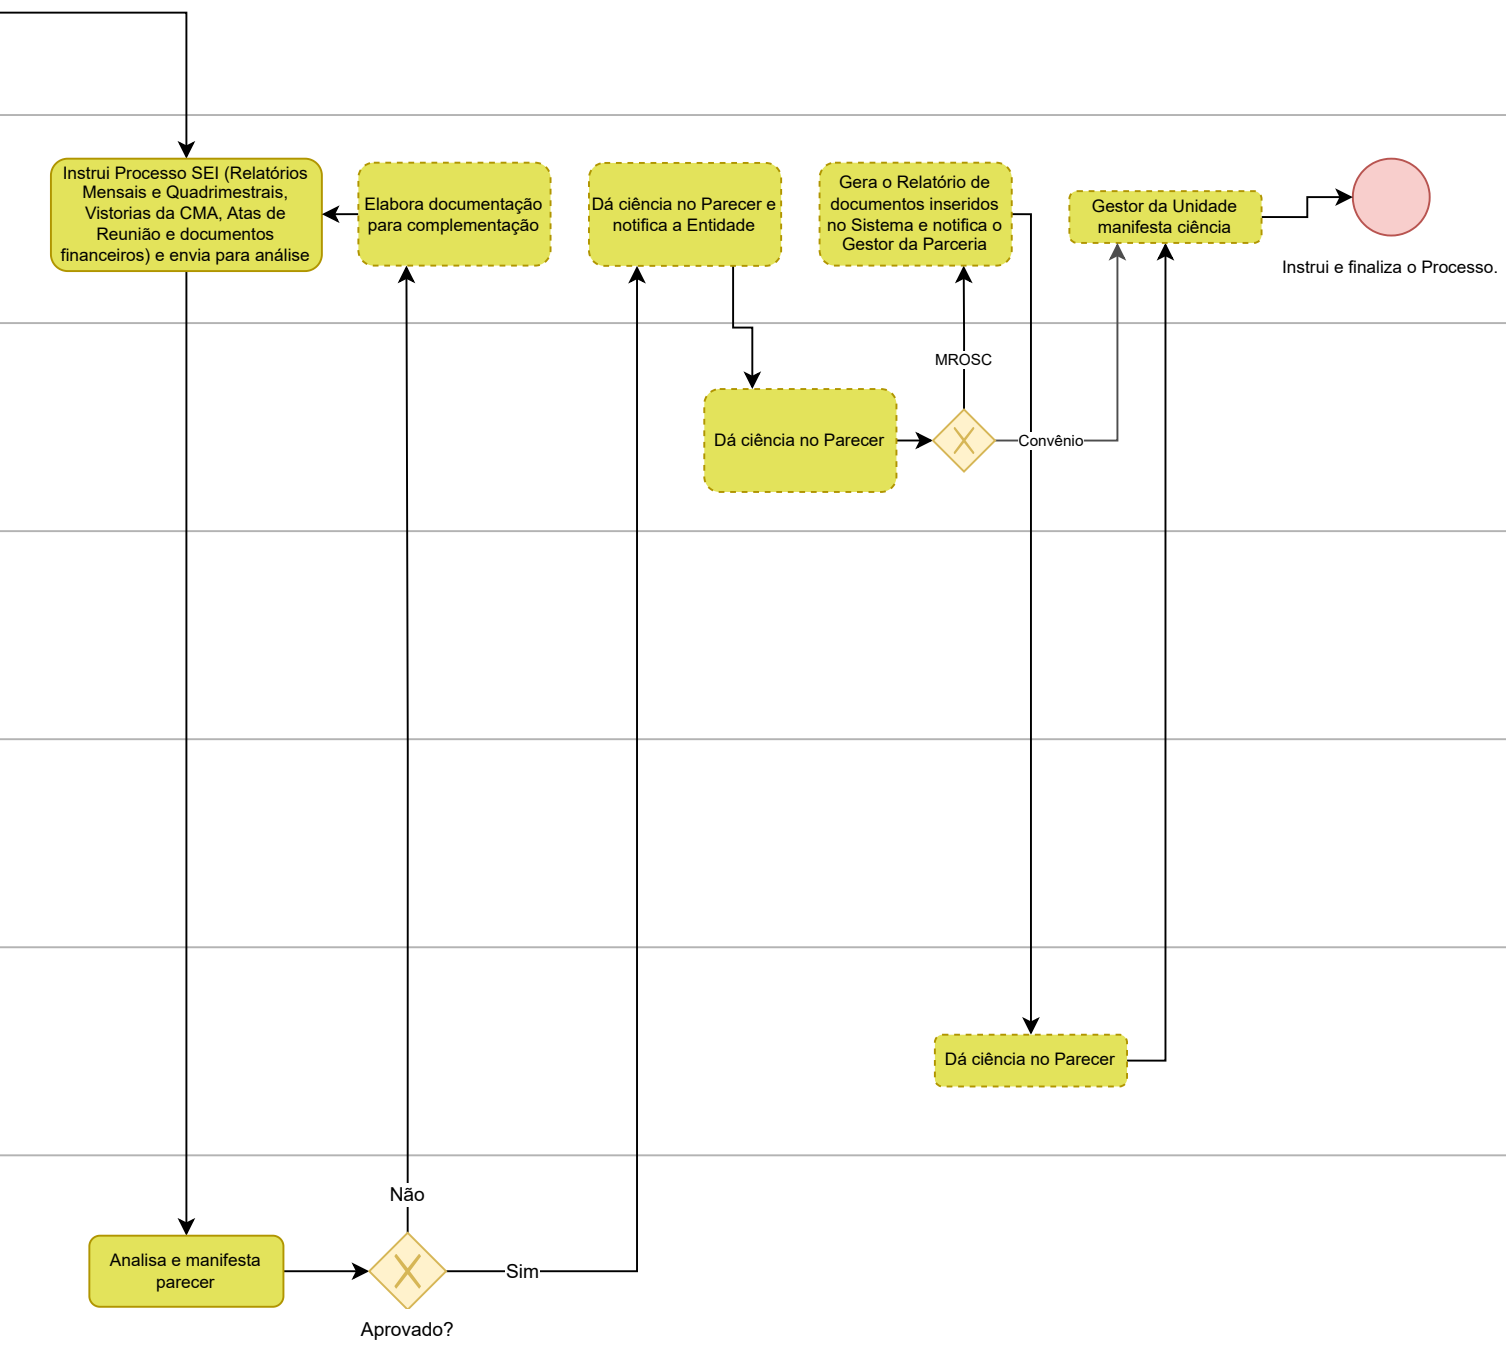 Instrui Processo SEI (Relatórios
Mensais e Quadrimestrais,
Vistorias da CMA, Atas de
Reunião e documentos
financeiros) e envia para análise
Elabora documentação
para complementação
Dá ciência no Parecer e
notifica a Entidade
Gera o Relatório de
documentos inseridos
no Sistema e notifica o
Gestor da Parceria
Gestor da Unidade
manifesta ciência
Instrui e finaliza o Processo.
MROSC
Dá ciência no Parecer
Convênio
Dá ciência no Parecer
Não
Analisa e manifesta
parecer
Sim
Aprovado?